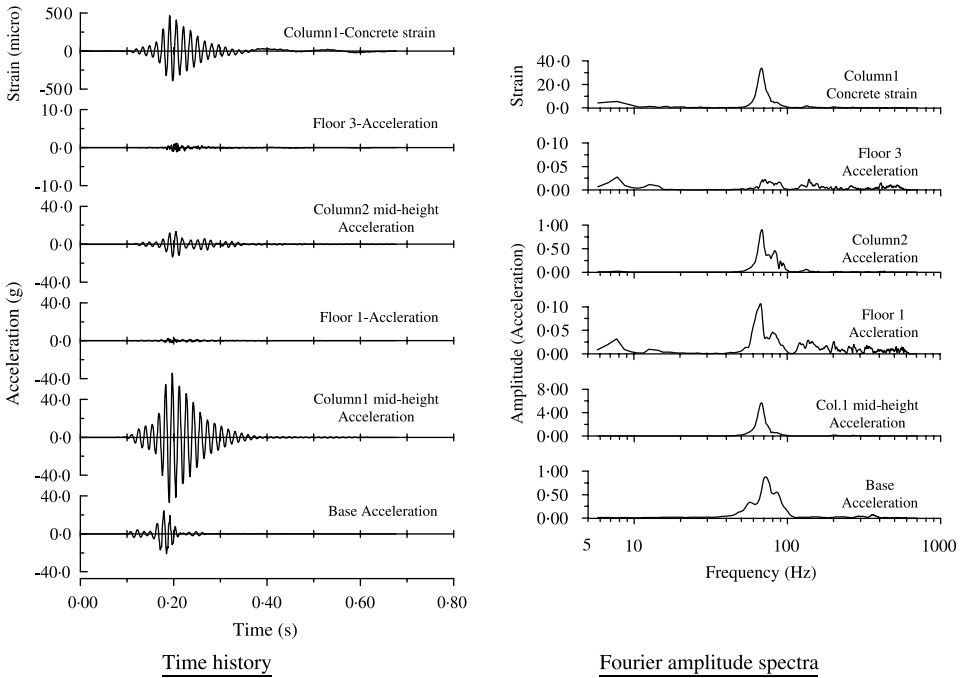 Strain (micro)
500
0
-500
Column1-Concrete strain
10·0
0·0
-10·0
Floor 3-Acceleration
40·0
0·0
-40·0
Column2 mid-height
Acceleration
40·0
0·0
-40·0
Floor 1-Accleration
Acceleration (g)
40·0
0·0
-40·0
Column1 mid-height
Acceleration
40·0
0·0
-40·0
Base Acceleration
0·00 0·20 0·40 0·60 0·80
Time (s)
Time history
Strain
40·0
20·0
0·0
Column1
Concrete strain
0·10
0·05
0·00
Floor 3
Acceleration
1·00
0·50
0·00
Column2
Acceleration
Amplitude (Acceleration)
0·10
0·05
0·00
Floor 1
Accleration
8·00
4·00
0·00
Col.1 mid-height
Acceleration
1·00
0·50
0·00
Base
Acceleration
5 10 100 1000
Frequency (Hz)
Fourier amplitude spectra